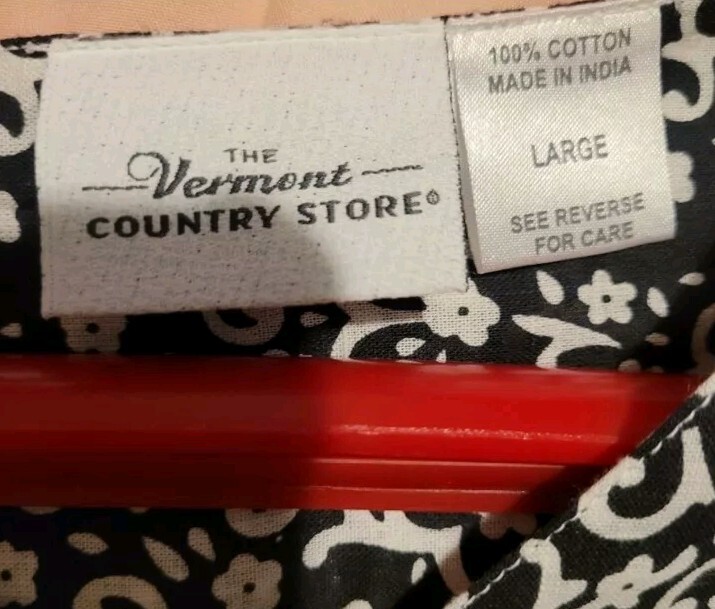 THE
Vermont
COUNTRY STORE®
100% COTTON
MADE IN INDIA
LARGE
SEE REVERSE
FOR CARE